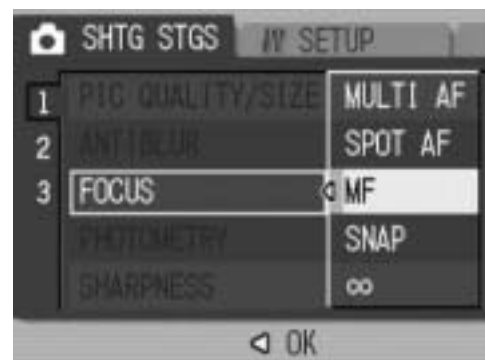 SHTG STGS SETUP
1 PIC QUALITY/SIZE MULTI AF
2 ANTIBLUR SPOT AF
3 FOCUS MF
PHOTOMETRY SNAP
SHARPNESS ∞
OK